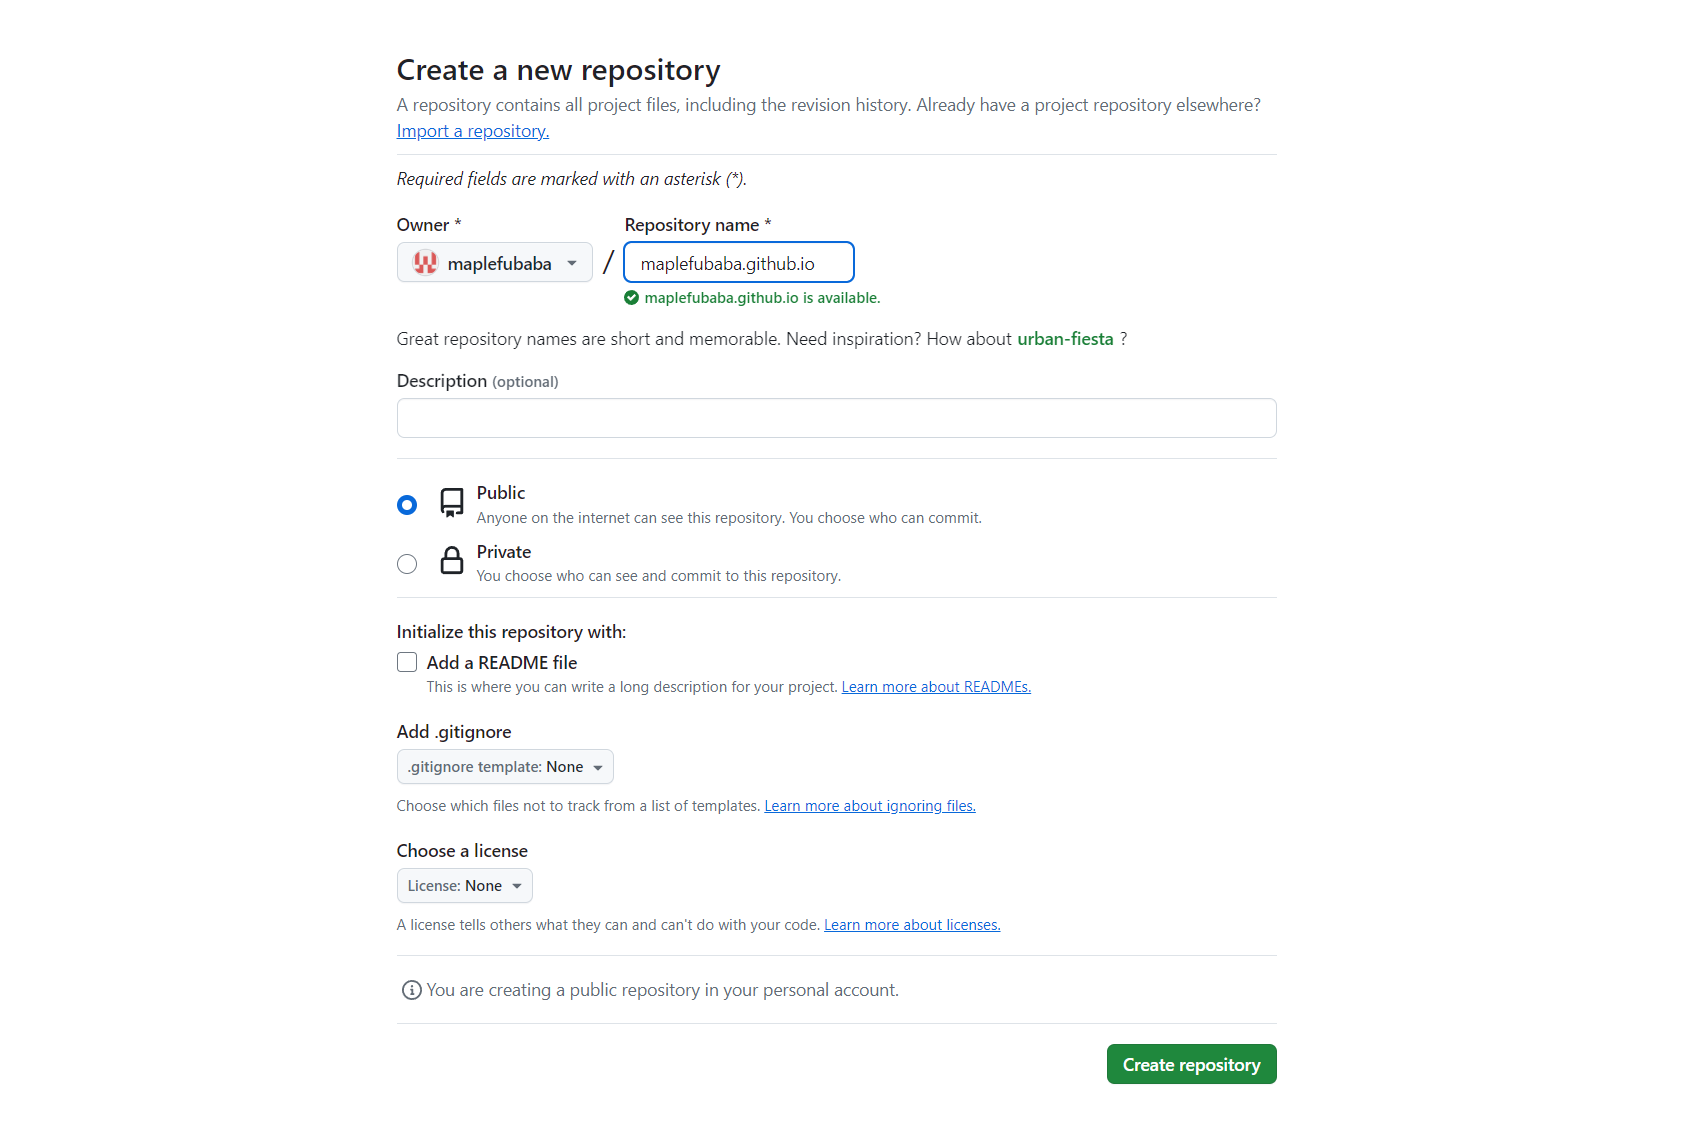 Create a new repository
A repository contains all project files, including the revision history. Already have a project repository elsewhere?
Import a repository.
Required fields are marked with an asterisk (*).
Owner * Repository name *
maplefubaba / maplefubaba.github.io
maplefubaba.github.io is available.
Great repository names are short and memorable. Need inspiration? How about urban-fiesta ?
Description (optional)
Public
Anyone on the internet can see this repository. You choose who can commit.
Private
You choose who can see and commit to this repository.
Initialize this repository with:
Add a README file
This is where you can write a long description for your project. Learn more about READMEs.
Add .gitignore
.gitignore template: None
Choose which files not to track from a list of templates. Learn more about ignoring files.
Choose a license
License: None
A license tells others what they can and can't do with your code. Learn more about licenses.
You are creating a public repository in your personal account.
Create repository